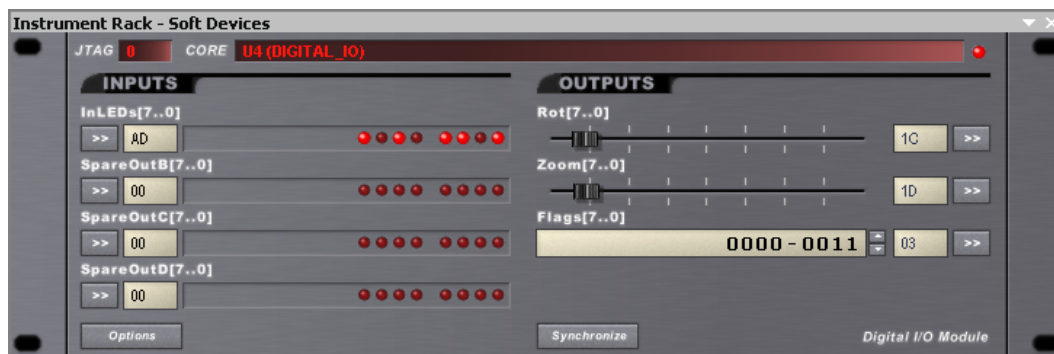 Instrument Rack - Soft Devices
JTAG 0 CORE U4 (DIGITAL_IO)
INPUTS
InLEDs[7..0]
>> AD
SpareOutB[7..0]
>> 00
SpareOutC[7..0]
>> 00
SpareOutD[7..0]
>> 00
Options
OUTPUTS
Rot[7..0]
1C >>
Zoom[7..0]
1D >>
Flags[7..0]
0000-0011 03 >>
Synchronize
Digital I/O Module